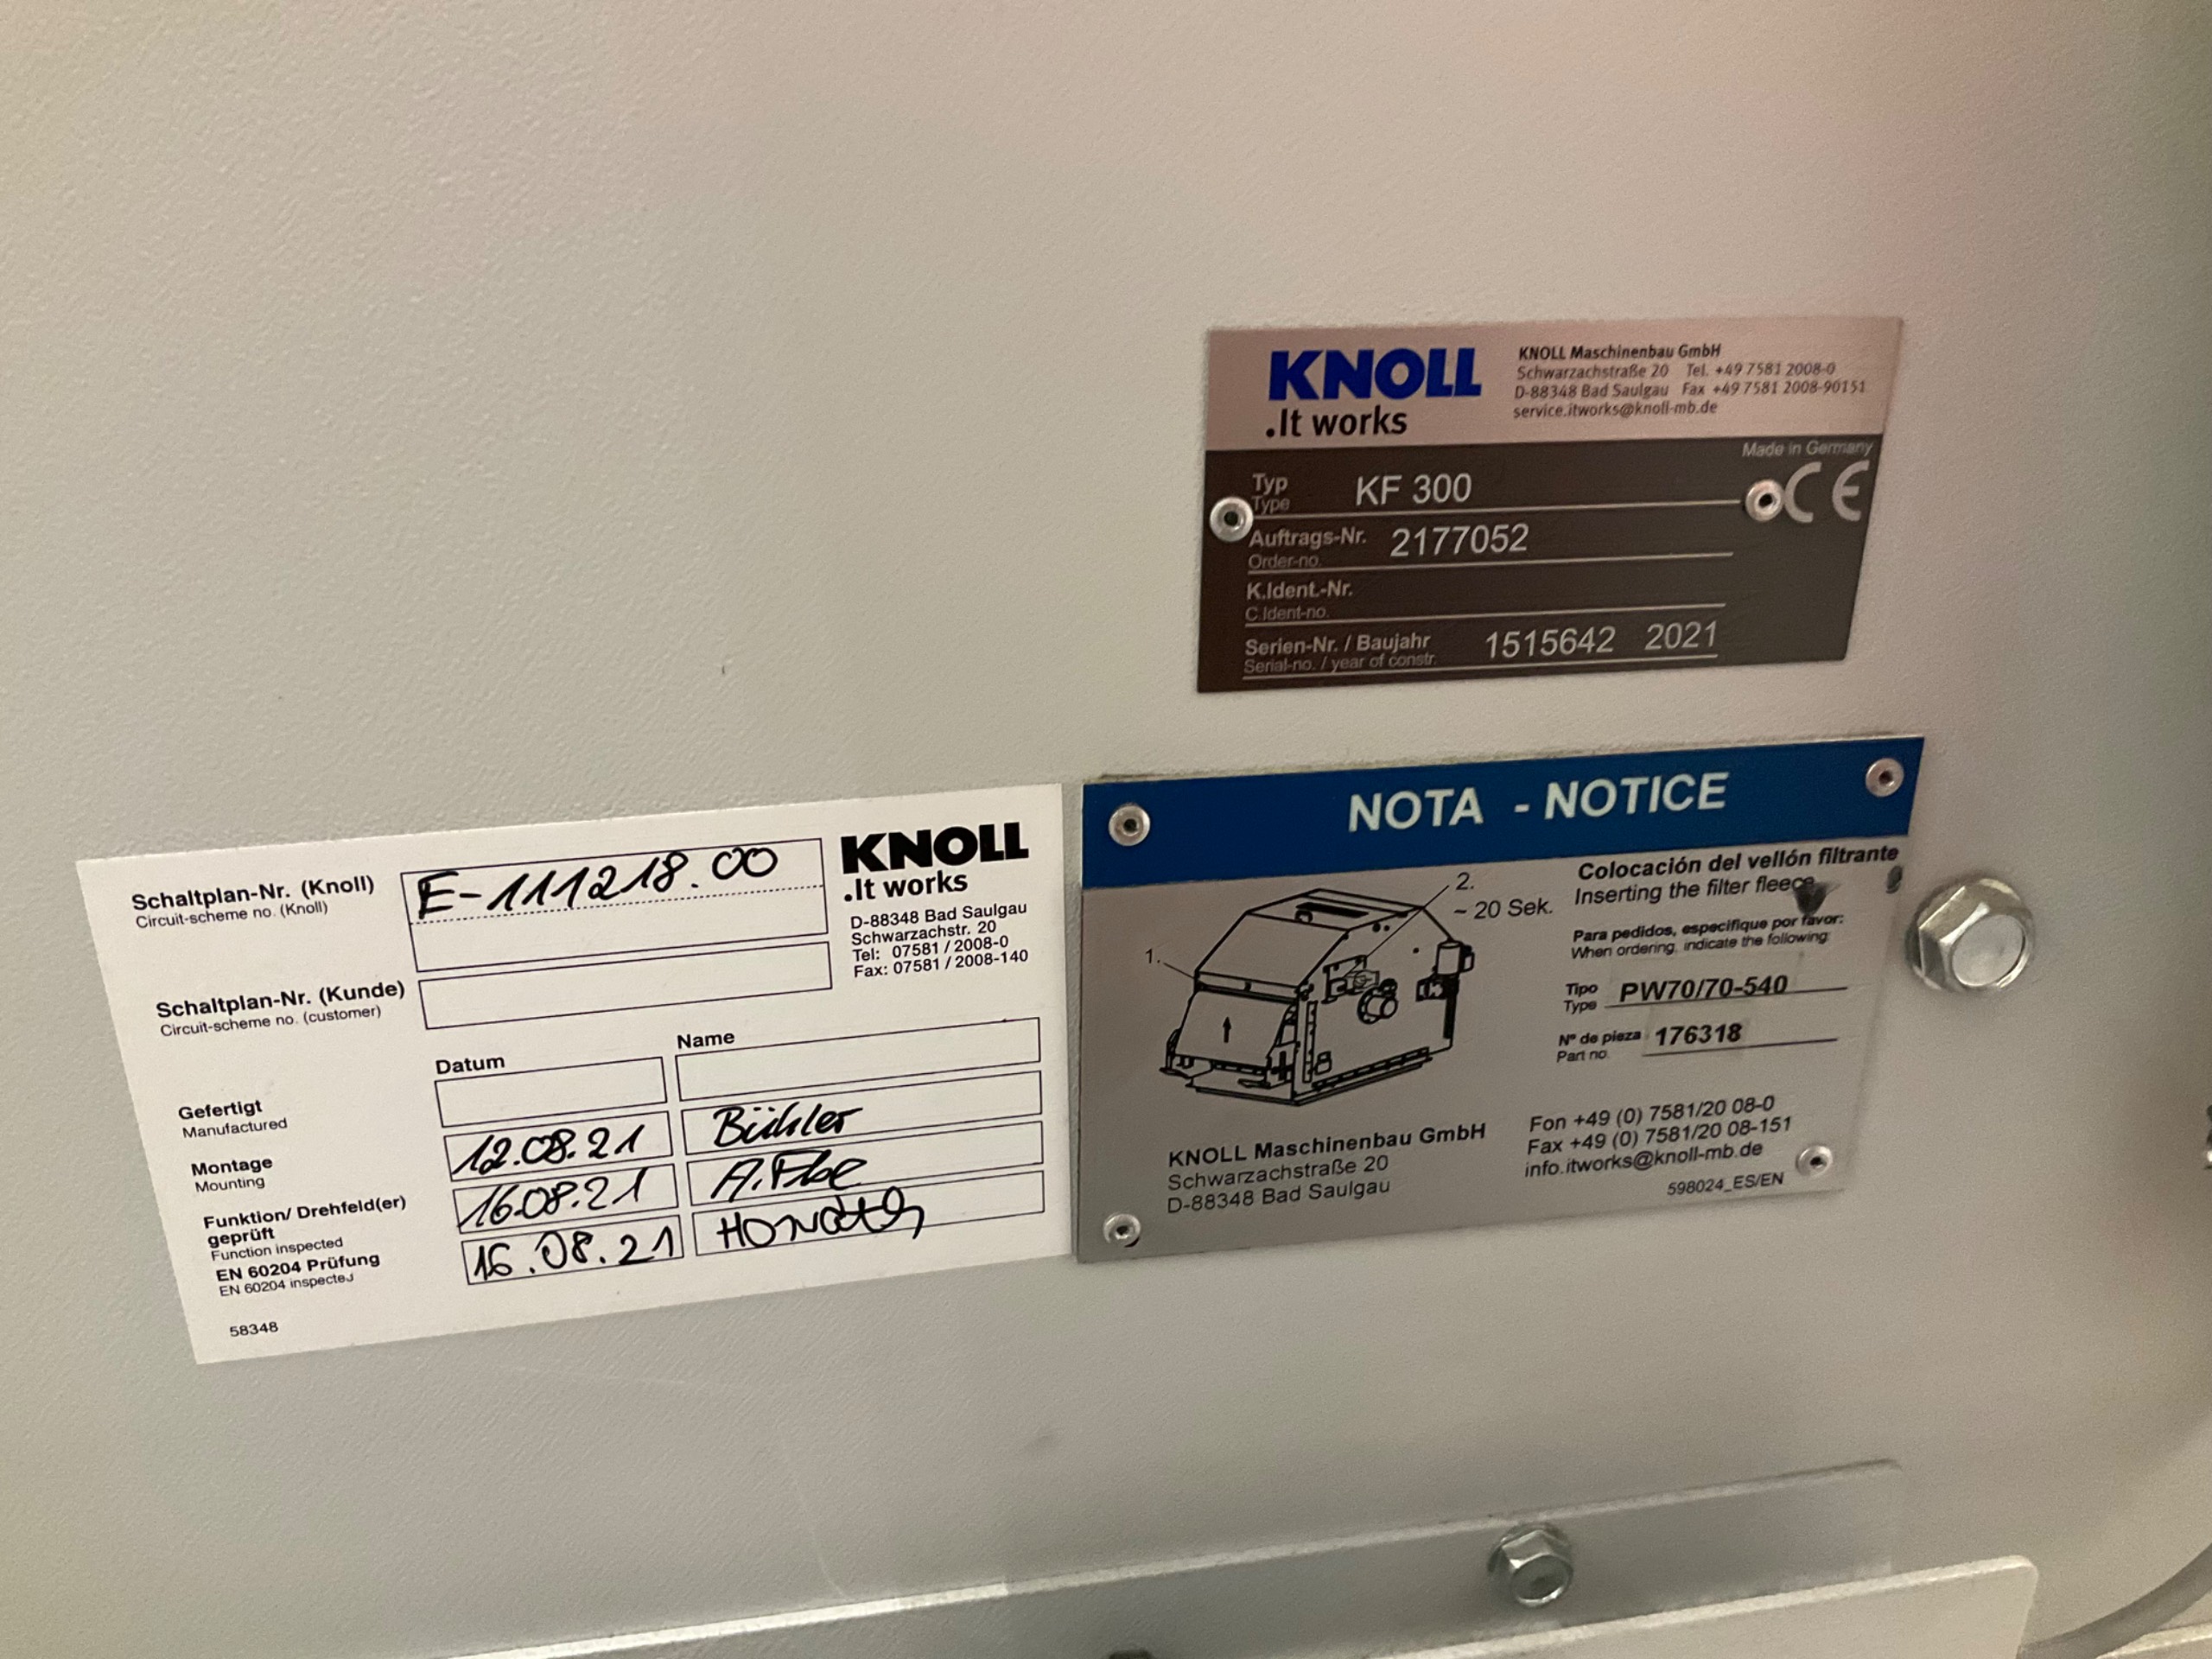 KNOLL
.It works
KNOLL Maschinenbau GmbH
Schwarzachstraße 20 Tel. +49 7581 2008-0
D-88348 Bad Saulgau Fax +49 7581 2008-90151
service.itworks@knoll-mb.de
Made in Germany
CE
Typ
Type
KF 300
Auftrags-Nr.
Order-no.
2177052
K.Ident.-Nr.
C.Ident-no.
Serien-Nr. / Baujahr
Serial-no. / year of constr.
1515642 2021
Schaltplan-Nr. (Knoll)
Circuit-scheme no. (Knoll)
E-111218.00
KNOLL
.It works
D-88348 Bad Saulgau
Schwarzachstr. 20
Tel: 07581 / 2008-0
Fax: 07581 / 2008-140
Schaltplan-Nr. (Kunde)
Circuit-scheme no. (customer)
Datum Name
Gefertigt
Manufactured
Montage
Mounting
12.08.21 Bühler
Funktion/ Drehfeld(er)
geprüft
Function inspected
16.08.21 A.
EN 60204 Prüfung
EN 60204 inspected
16.08.21 Horváth
58348
NOTA - NOTICE
1.
2.
~ 20 Sek.
Colocación del vellón filtrante
Inserting the filter fleece
Para pedidos, especifique por favor:
When ordering, indicate the following:
Tipo
Type
PW70/70-540
Nº de pieza
Part no.
176318
KNOLL Maschinenbau GmbH
Schwarzachstraße 20
D-88348 Bad Saulgau
Fon +49 (0) 7581/20 08-0
Fax +49 (0) 7581/20 08-151
info.itworks@knoll-mb.de
598024_ES/EN